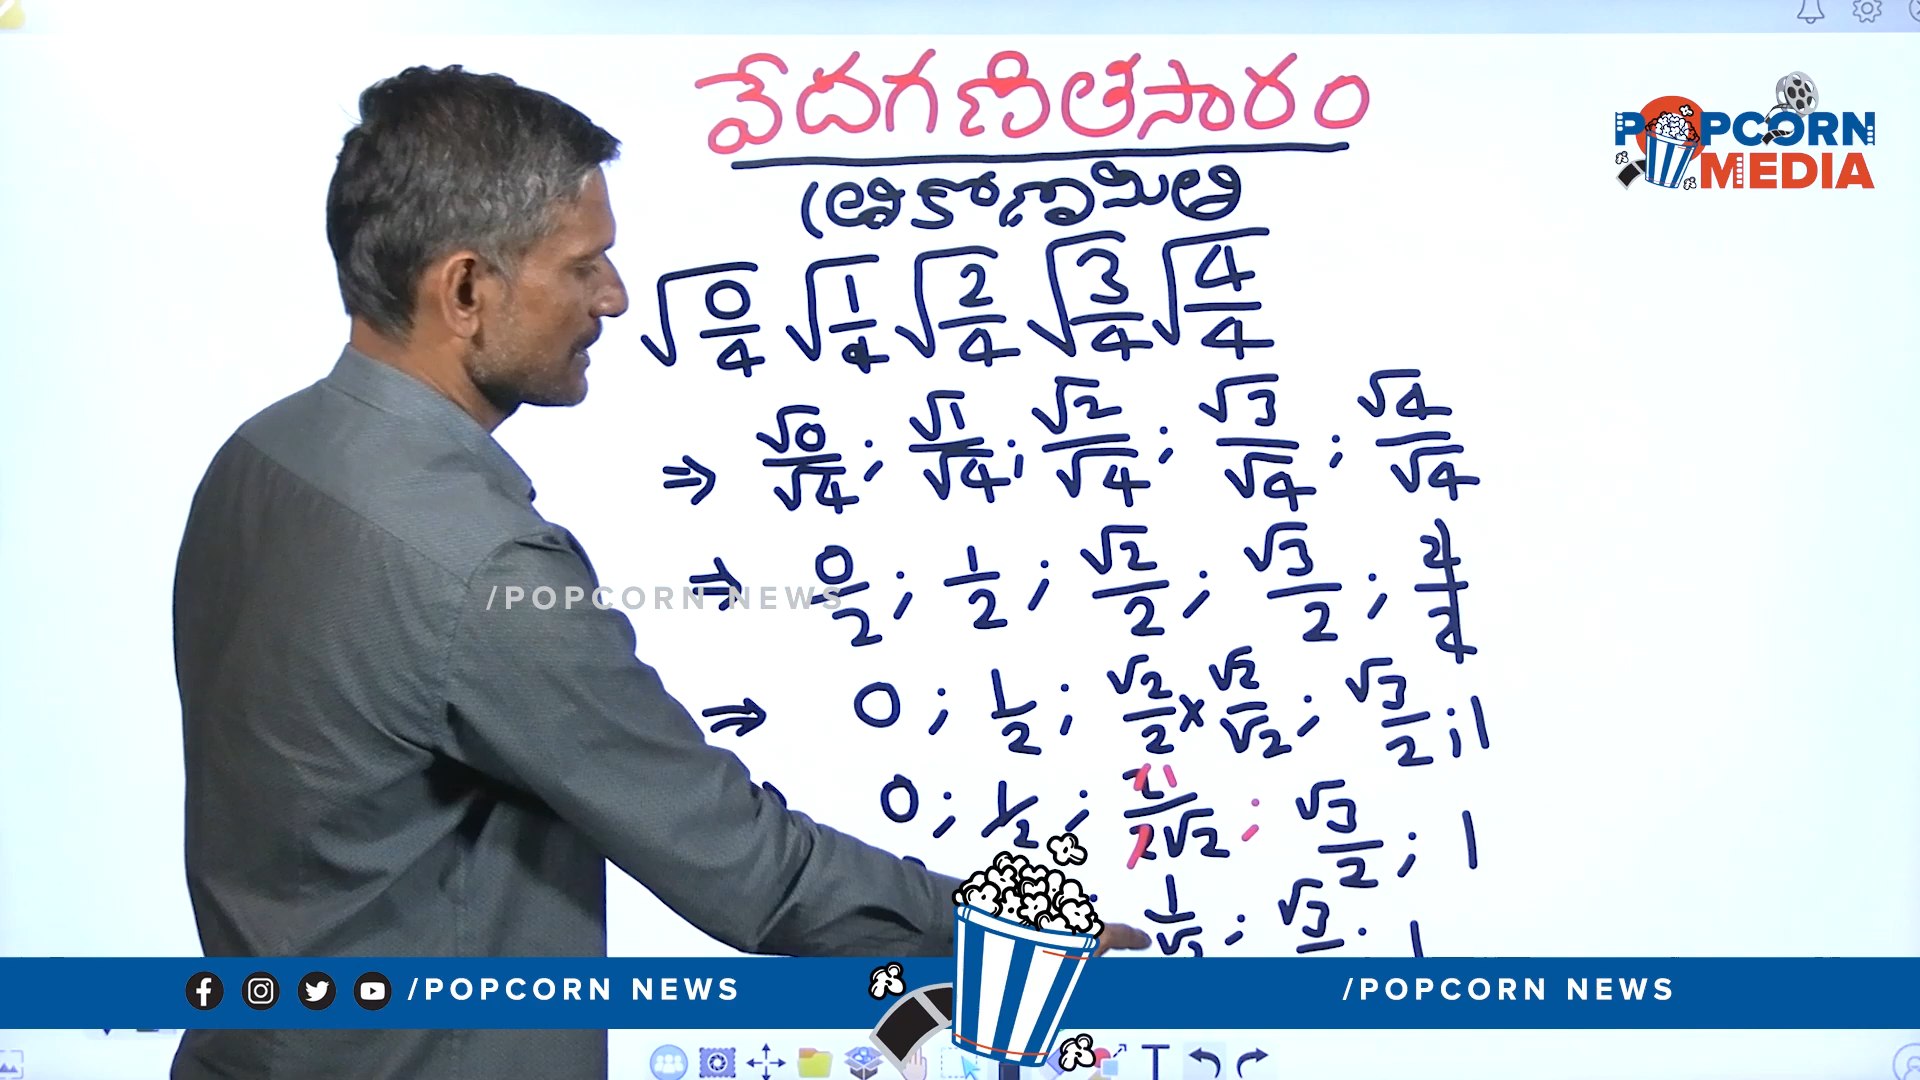 వేదగణితసారం
త్రికోణామితి
POPCORN
MEDIA
√(0/4) √(1/4) √(2/4) √(3/4) √(4/4)
⇒ √0/√4 ; √1/√4 ; √2/√4 ; √3/√4 ; √4/√4
⇒ 0/2 ; 1/2 ; √2/2 ; √3/2 ; 2/2
/POPCORN NEWS
⇒ 0 ; 1/2 ; √2/2 × √2/√2 ; √3/2 ; 1
0 ; 1/2 ; 2/2√2 ; √3/2 ; 1
1/√2 ; √3 ; 1
/POPCORN NEWS
/POPCORN NEWS